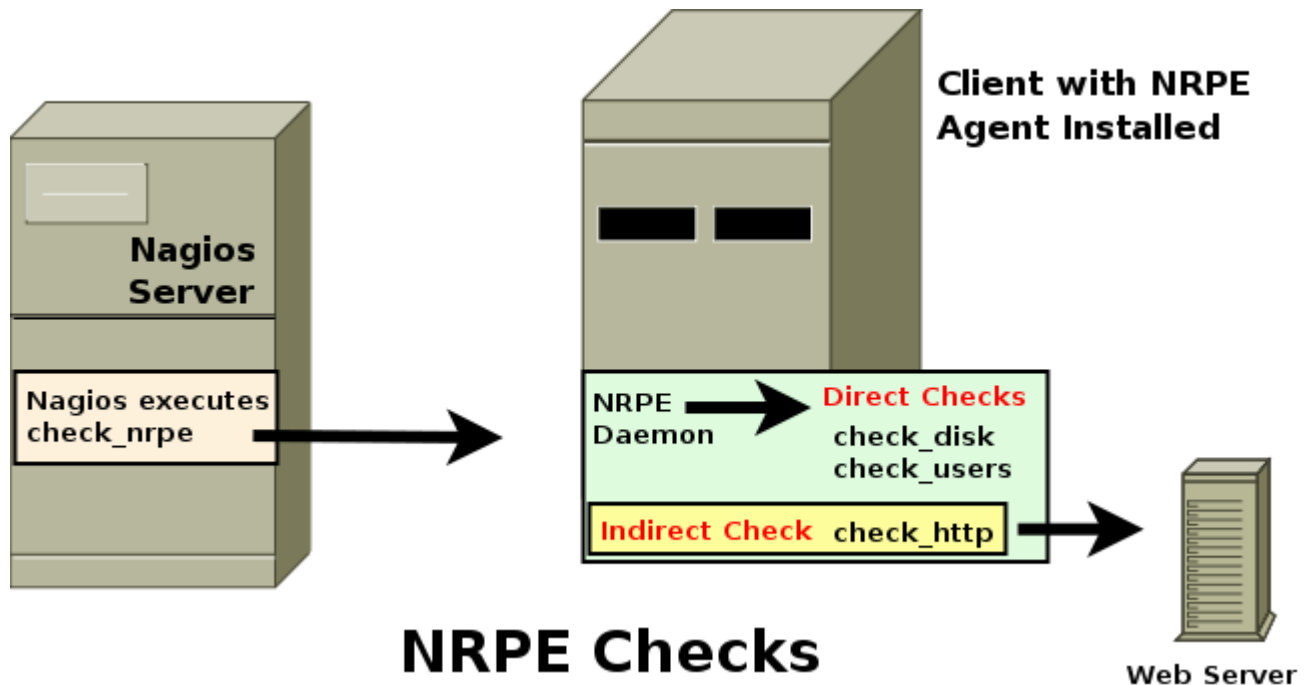 Nagios
Server
Nagios executes
check_nrpe
Client with NRPE
Agent Installed
NRPE
Daemon
Direct Checks
check_disk
check_users
Indirect Check check_http
Web Server
NRPE Checks